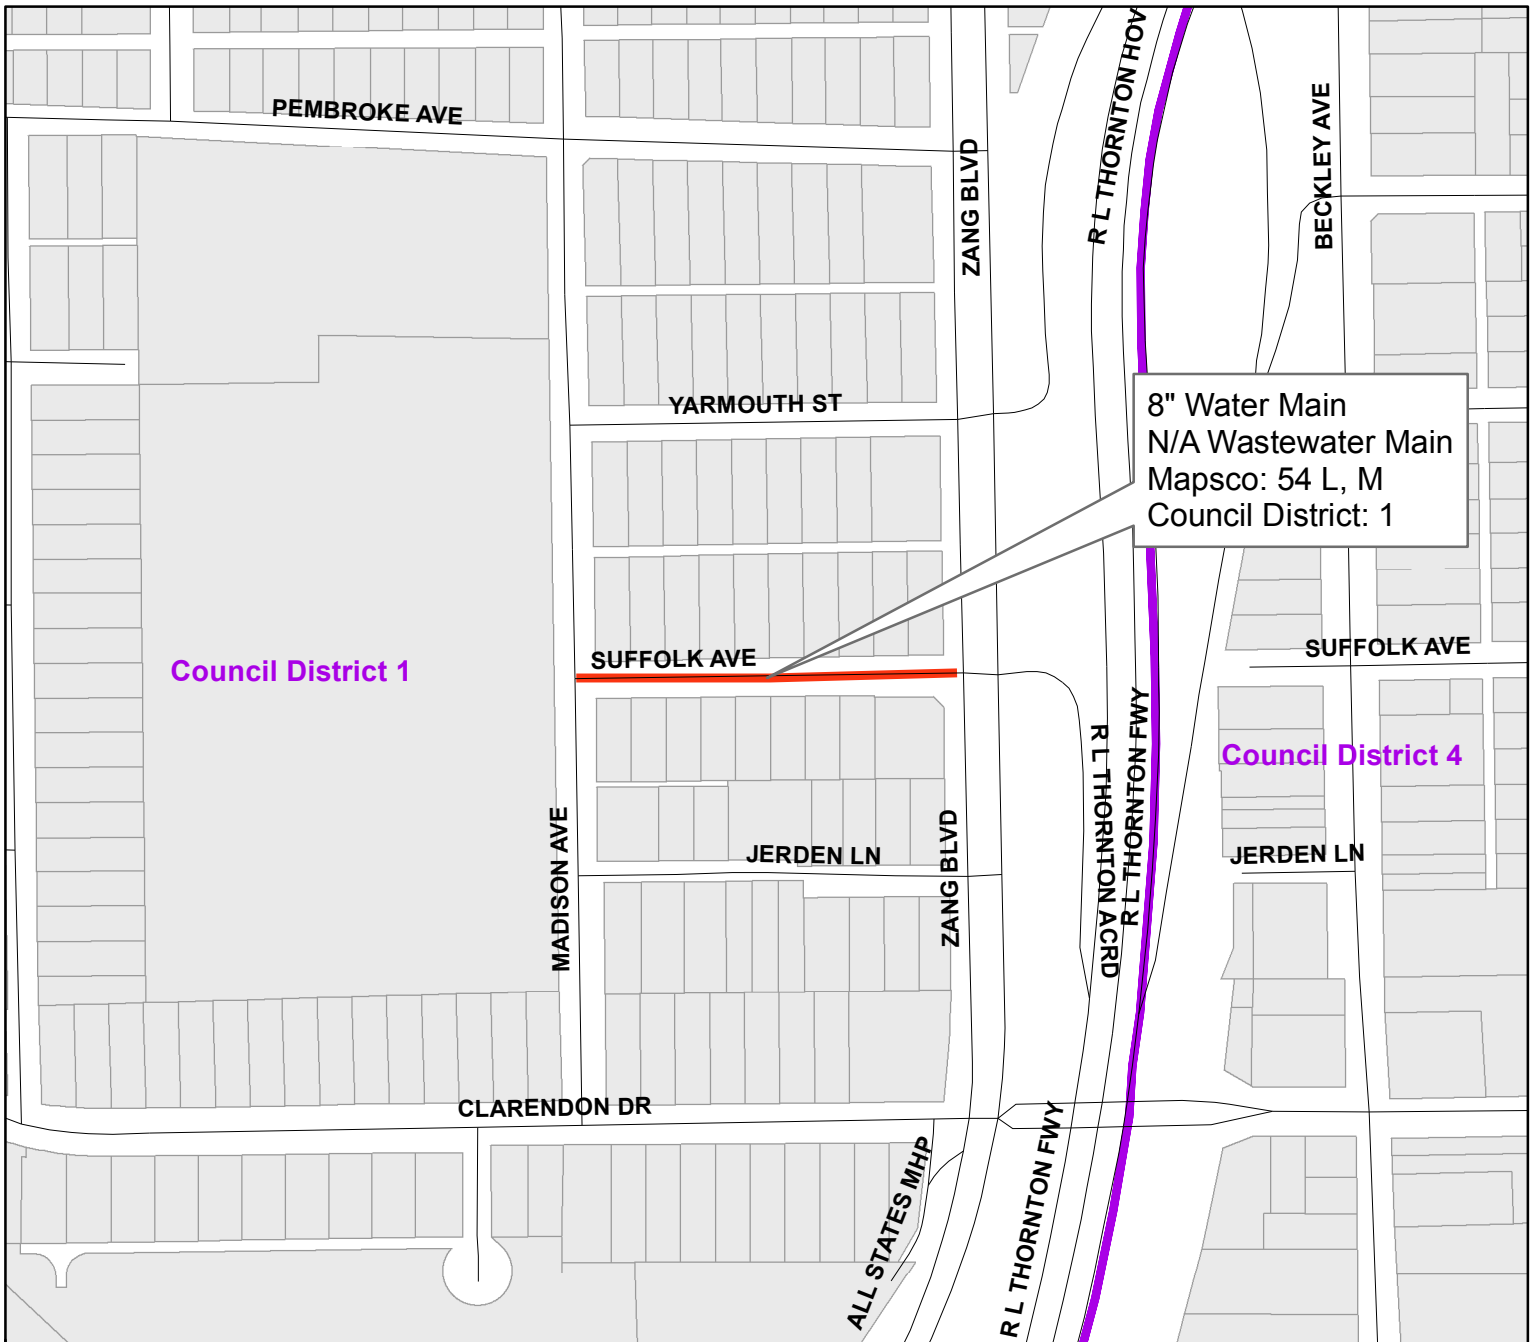 PEMBROKE AVE
R L THORNTON HOV
BECKLEY AVE
ZANG BLVD
YARMOUTH ST
8" Water Main
N/A Wastewater Main
Mapsco: 54 L, M
Council District: 1
SUFFOLK AVE
SUFFOLK AVE
Council District 1
Council District 4
R L THORNTON ACRD
R L THORNTON FWY
MADISON AVE
ZANG BLVD
JERDEN LN
JERDEN LN
CLARENDON DR
ALL STATES MHP
R L THORNTON FWY